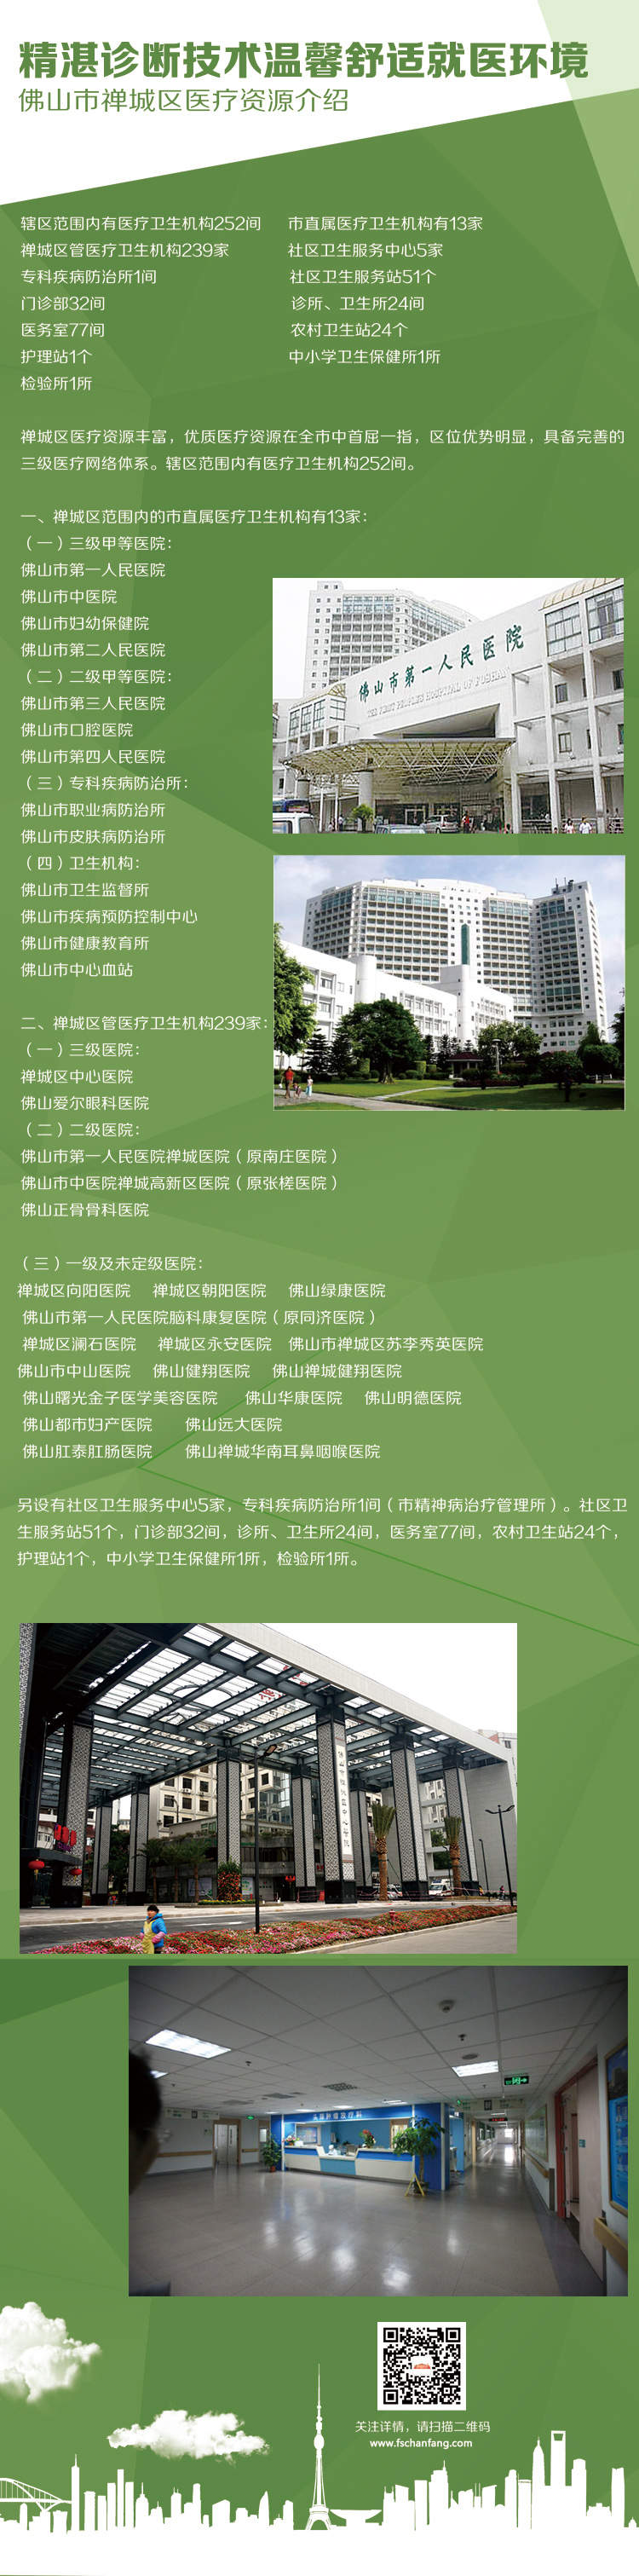 精湛诊断技术温馨舒适就医环境
佛山市禅城区医疗资源介绍
辖区范围内有医疗卫生机构252间 市直属医疗卫生机构有13家
禅城区管医疗卫生机构239家 社区卫生服务中心5家
专科疾病防治所1间 社区卫生服务站51个
门诊部32间 诊所、卫生所24间
医务室77间 农村卫生站24个
护理站1个 中小学卫生保健所1所
检验所1所
禅城区医疗资源丰富，优质医疗资源在全市中首屈一指，区位优势明显，具备完善的
三级医疗网络体系。辖区范围内有医疗卫生机构252间。
一、禅城区范围内的市直属医疗卫生机构有13家：
（一）三级甲等医院：
佛山市第一人民医院
佛山市中医院
佛山市妇幼保健院
佛山市第二人民医院
（二）二级甲等医院：
佛山市第三人民医院
佛山市口腔医院
佛山市第四人民医院
（三）专科疾病防治所：
佛山市职业病防治所
佛山市皮肤病防治所
（四）卫生机构：
佛山市卫生监督所
佛山市疾病预防控制中心
佛山市健康教育所
佛山市中心血站
佛山市第一人民医院
THE FIRST PEOPLE'S HOSPITAL OF FOSHAN
二、禅城区管医疗卫生机构239家：
（一）三级医院：
禅城区中心医院
佛山爱尔眼科医院
（二）二级医院：
佛山市第一人民医院禅城医院（原南庄医院）
佛山市中医院禅城高新区医院（原张槎医院）
佛山正骨骨科医院
（三）一级及未定级医院：
禅城区向阳医院 禅城区朝阳医院 佛山绿康医院
佛山市第一人民医院脑科康复医院（原同济医院）
禅城区澜石医院 禅城区永安医院 佛山市禅城区苏李秀英医院
佛山市中山医院 佛山健翔医院 佛山禅城健翔医院
佛山曙光金子医学美容医院 佛山华康医院 佛山明德医院
佛山都市妇产医院 佛山远大医院
佛山肛泰肛肠医院 佛山禅城华南耳鼻咽喉医院
另设有社区卫生服务中心5家，专科疾病防治所1间（市精神病治疗管理所）。社区卫
生服务站51个，门诊部32间，诊所、卫生所24间，医务室77间，农村卫生站24个，
护理站1个，中小学卫生保健所1所，检验所1所。
关注详情，请扫描二维码
www.fschanfang.com